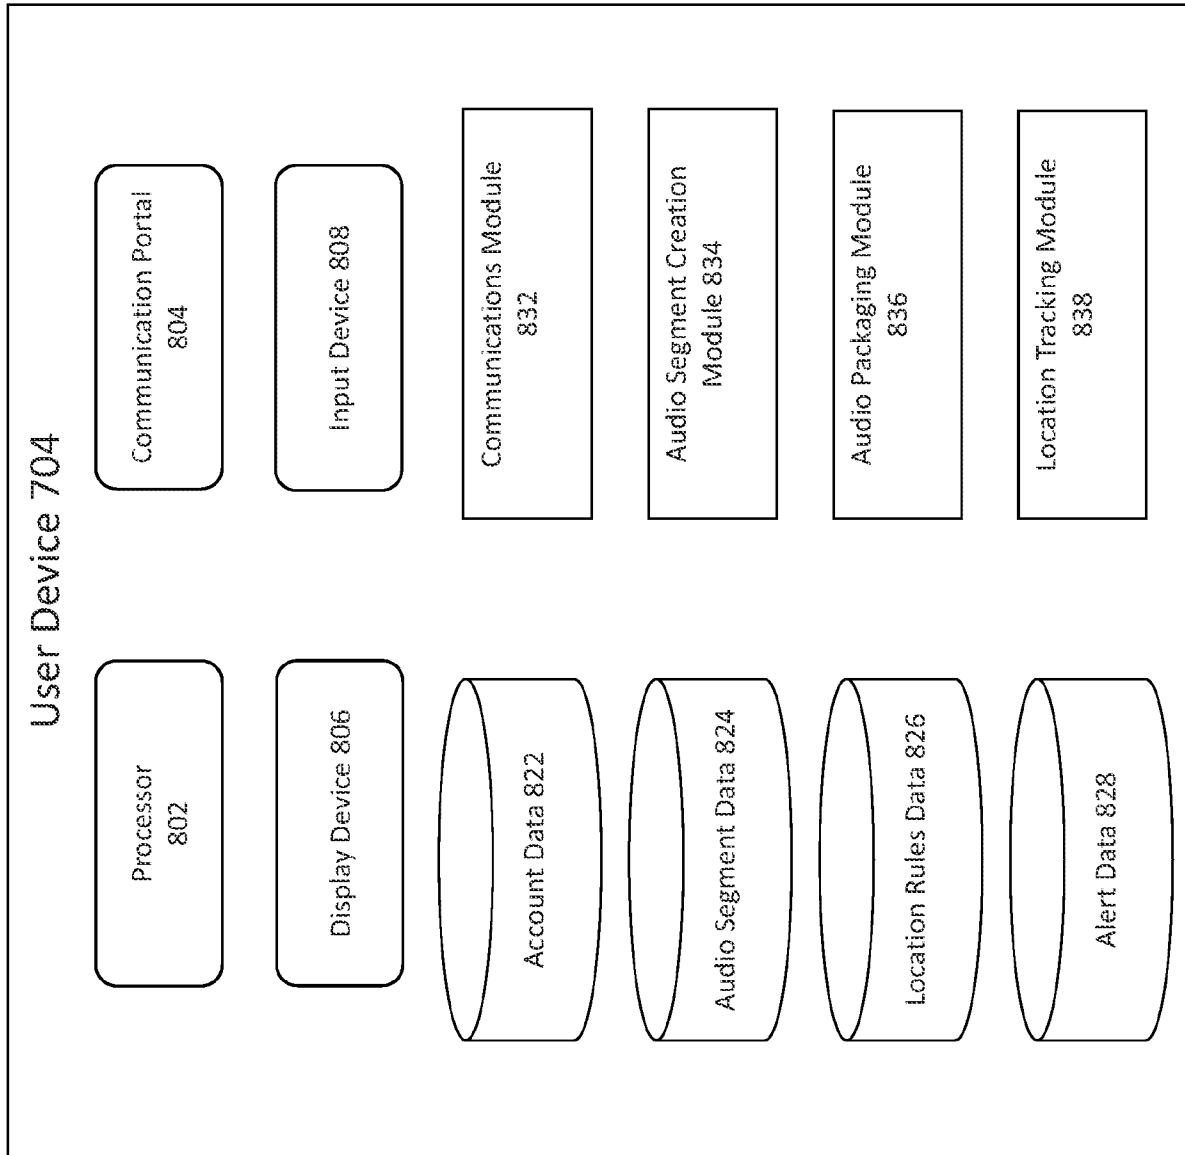 User Device 704
Processor
802
Communication Portal
804
Display Device 806
Input Device 808
Account Data 822
Communications Module
832
Audio Segment Data 824
Audio Segment Creation
Module 834
Location Rules Data 826
Audio Packaging Module
836
Alert Data 828
Location Tracking Module
838